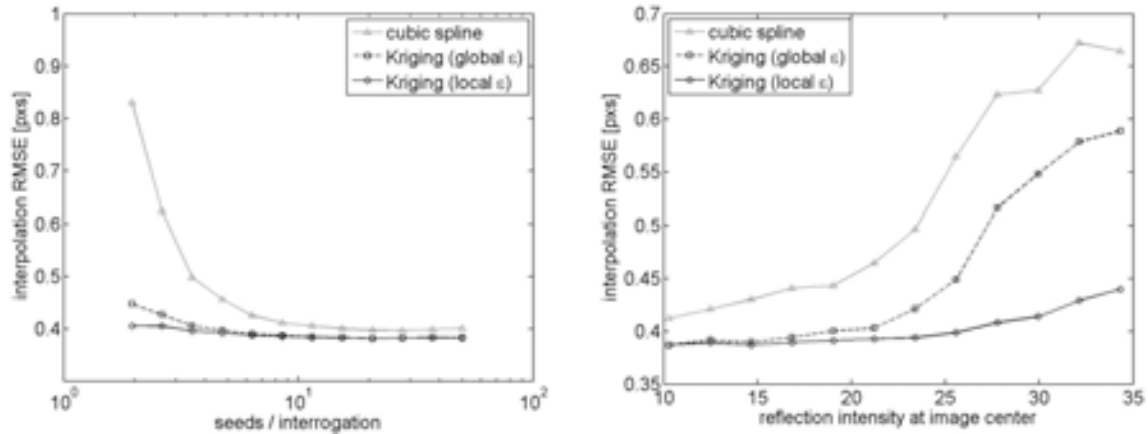 1
0.9
0.8
0.7
0.6
0.5
0.4
10^0
10^1
10^2
interpolation RMSE [pxs]
seeds / interrogation
cubic spline
Kriging (global ε)
Kriging (local ε)
0.65
0.6
0.55
0.5
0.45
0.4
0.35
10
15
20
25
30
35
interpolation RMSE [pxs]
reflection intensity at image center
cubic spline
Kriging (global ε)
Kriging (local ε)